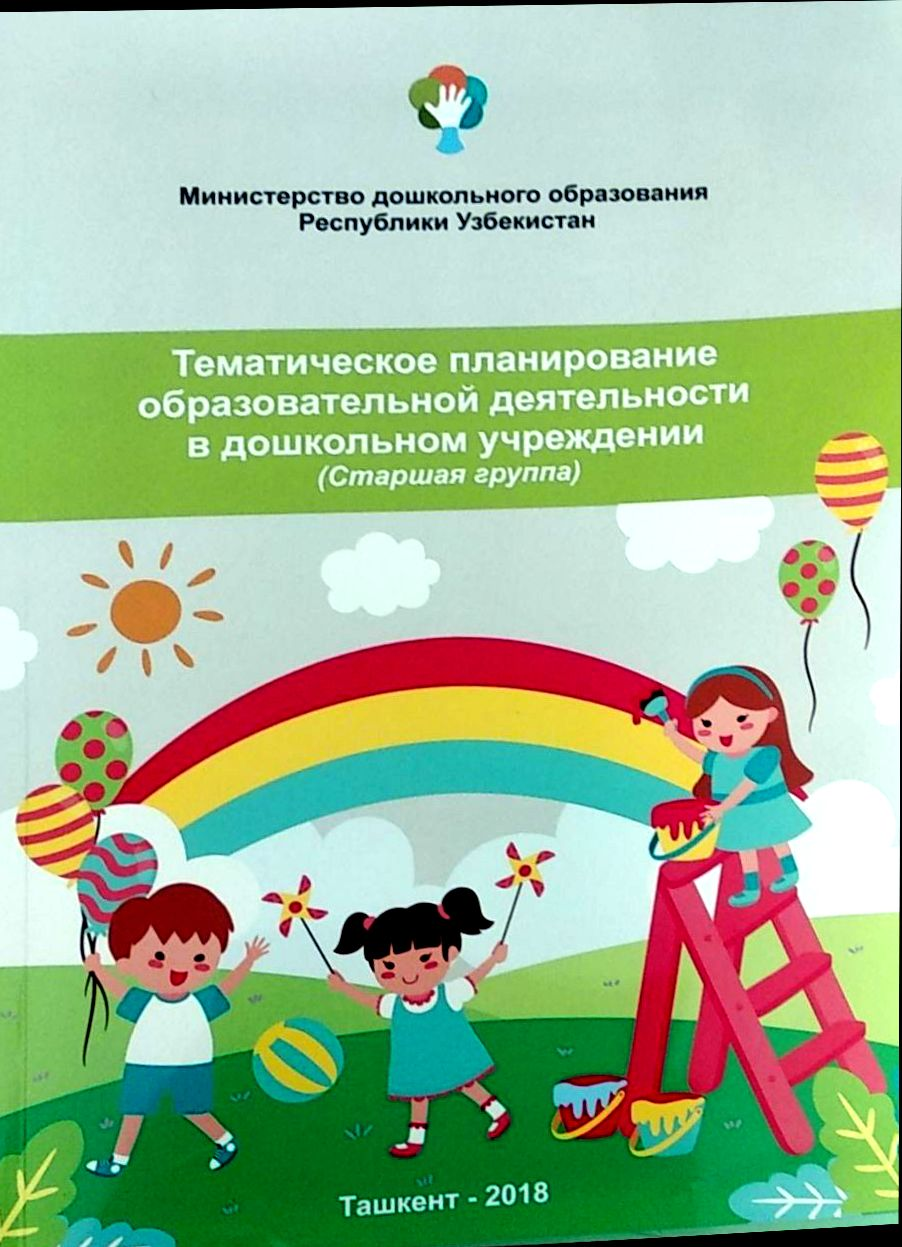 Министерство дошкольного образования
Республики Узбекистан
Тематическое планирование
образовательной деятельности
в дошкольном учреждении
(Старшая группа)
Ташкент - 2018